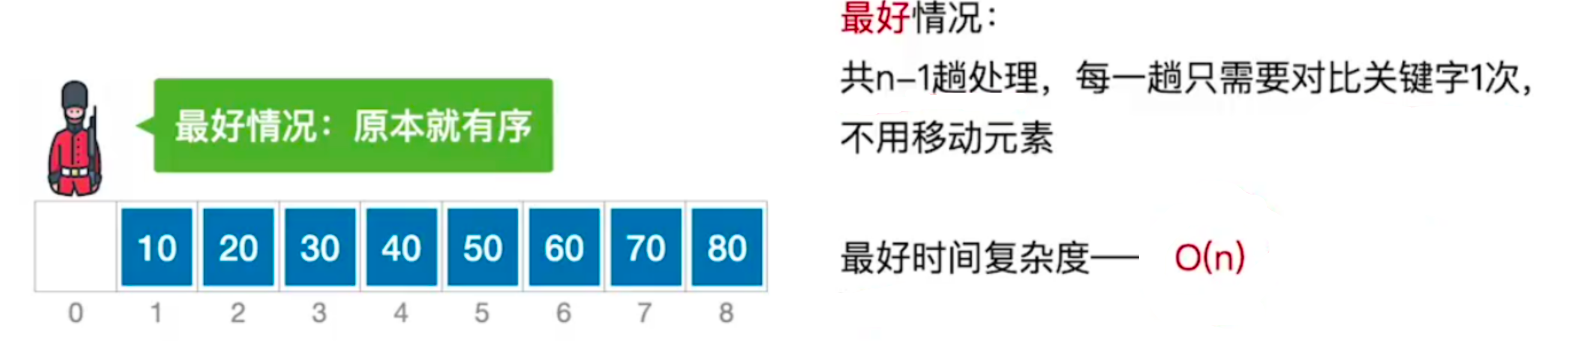 最好情况：原本就有序
10 20 30 40 50 60 70 80
0 1 2 3 4 5 6 7 8
最好情况：
共n-1趟处理，每一趟只需要对比关键字1次，
不用移动元素
最好时间复杂度— O(n)